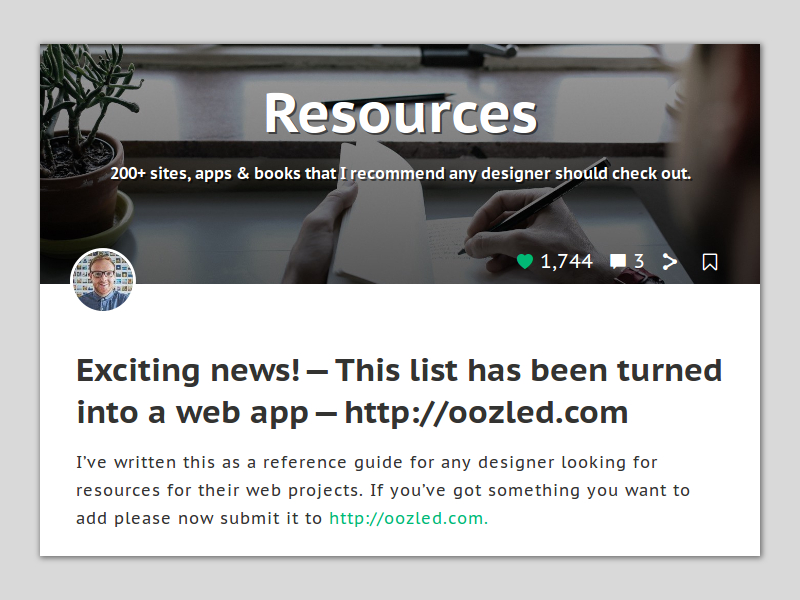 Resources
200+ sites, apps & books that I recommend any designer should check out.
1,744 3
Exciting news! — This list has been turned
into a web app — http://oozled.com
I’ve written this as a reference guide for any designer looking for
resources for their web projects. If you’ve got something you want to
add please now submit it to http://oozled.com.